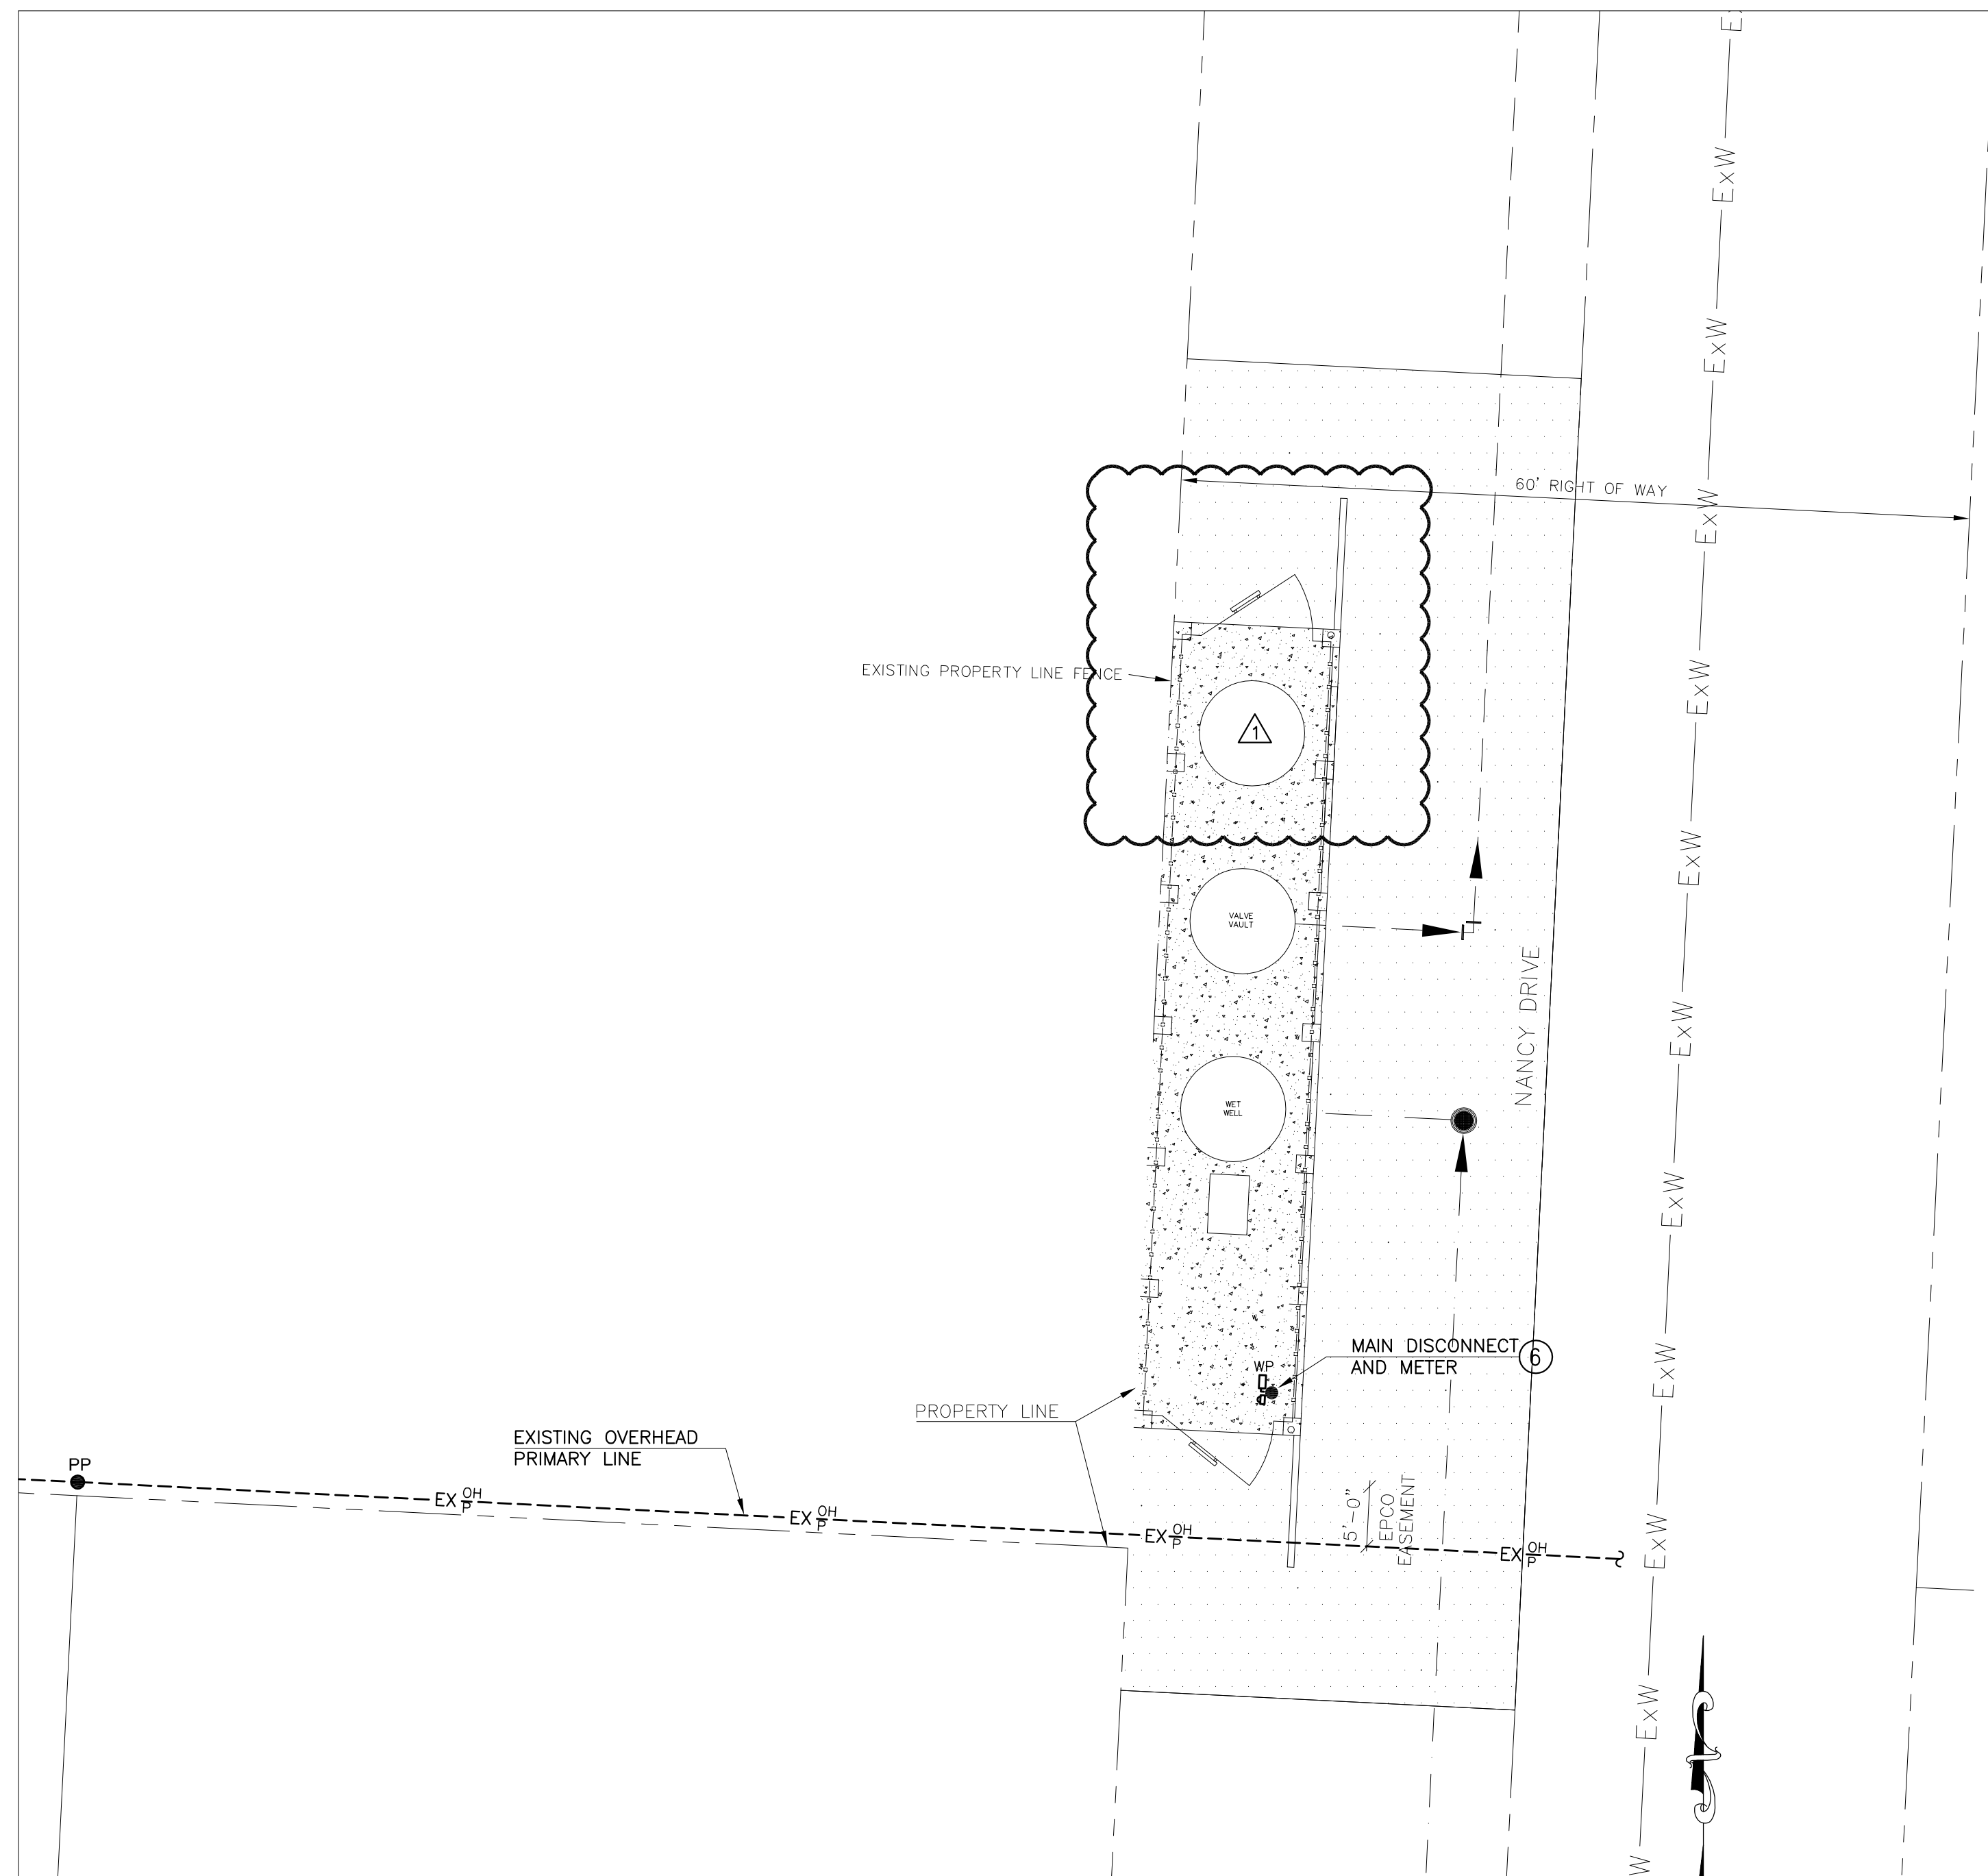 ExW
ExW
ExW
60' RIGHT OF WAY
ExW
EXISTING PROPERTY LINE FENCE
ExW
1
ExW
VALVE
VAULT
NANCY DRIVE
ExW
WET
WELL
ExW
MAIN DISCONNECT
AND METER
6
WP
ExW
PROPERTY LINE
EXISTING OVERHEAD
PRIMARY LINE
PP
EX OH
P
EX OH
P
EX OH
P
5'-0"
EPCO
EASEMENT
EX OH
P
ExW
ExW